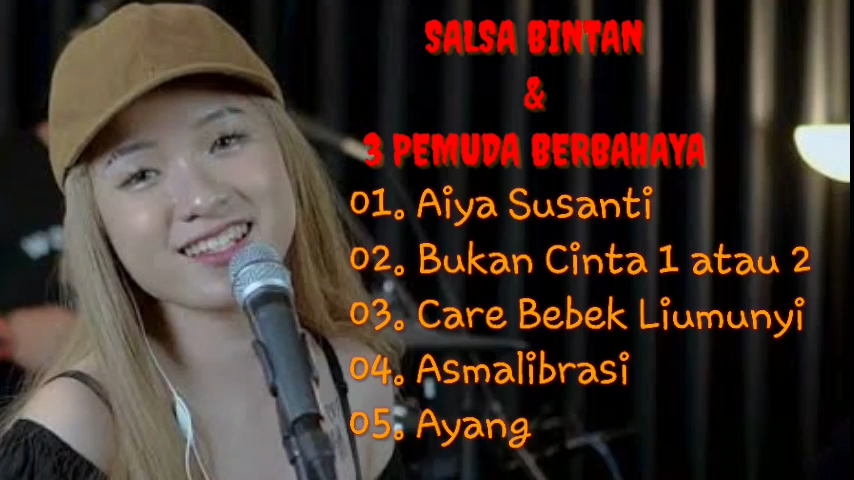 SALSA BINTAN
&
3 PEMUDA BERBAHAYA
01. Aiya Susanti
02. Bukan Cinta 1 atau 2
03. Care Bebek Liumunyi
04. Asmalibrasi
05. Ayang